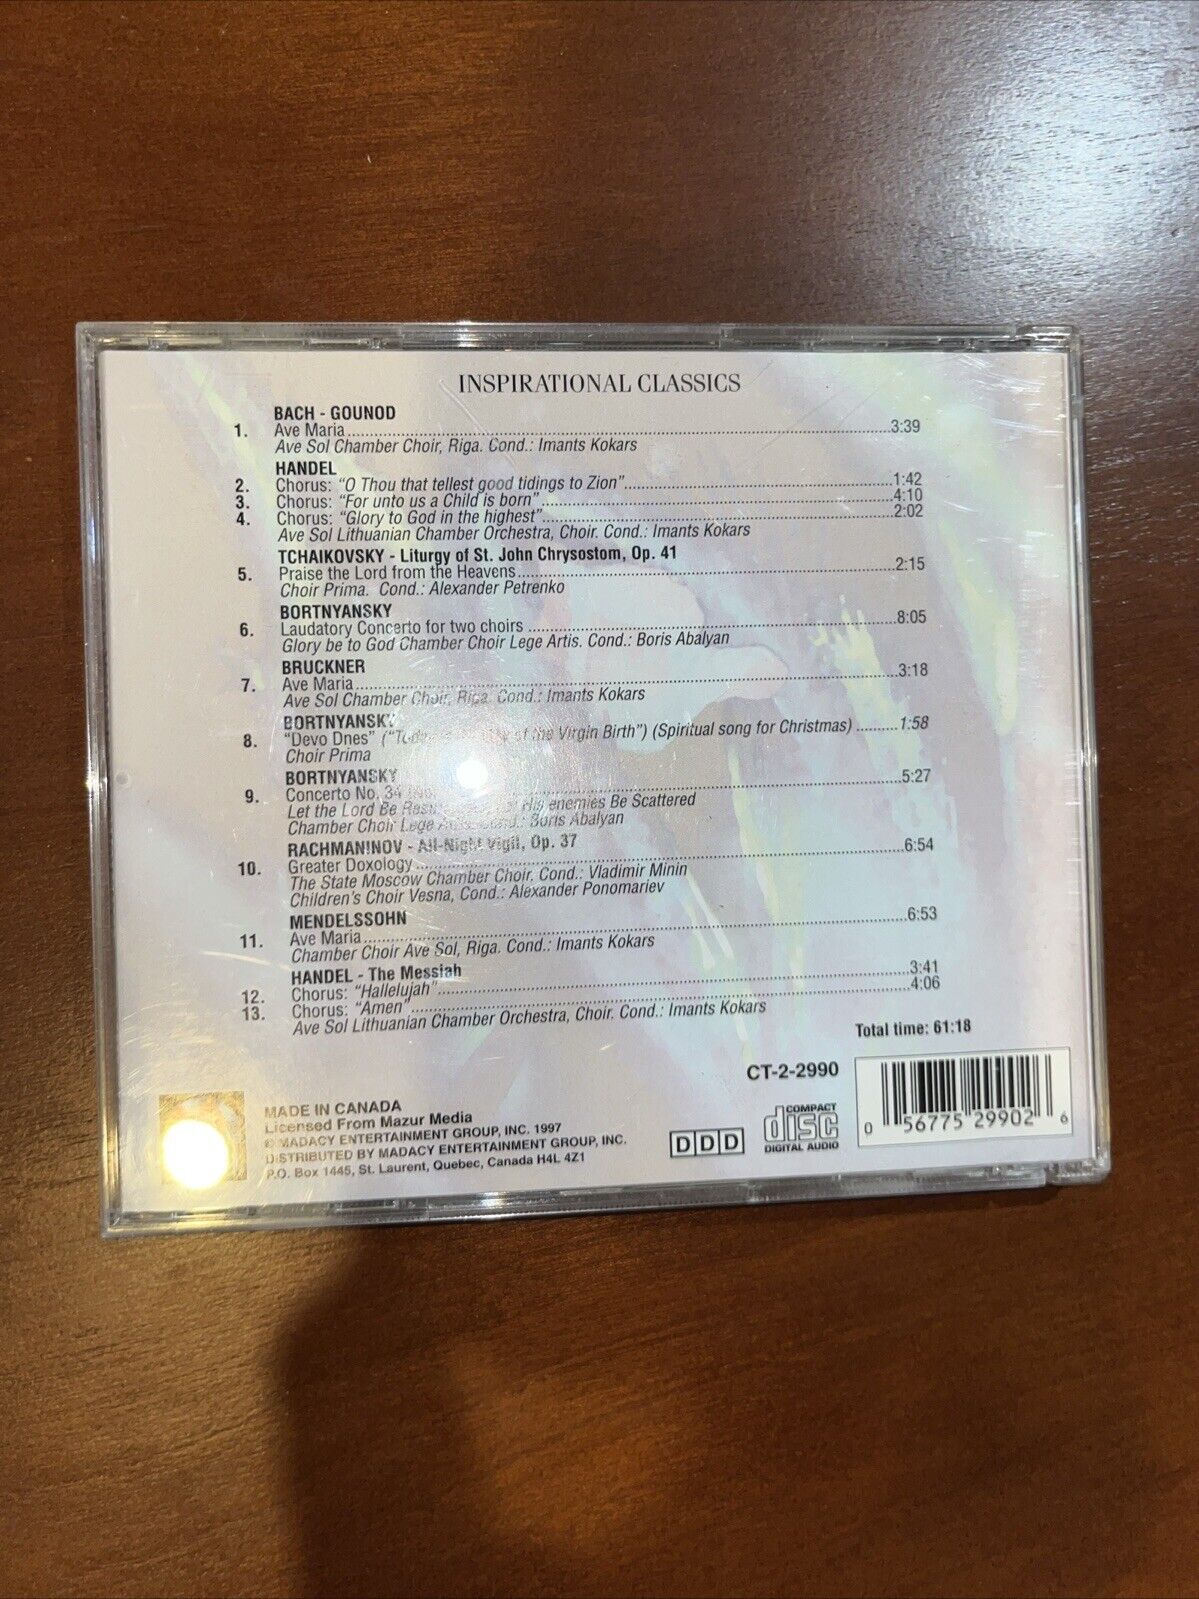 INSPIRATIONAL CLASSICS
BACH - GOUNOD
1. Ave Maria 3:39
Ave Sol Chamber Choir, Riga. Cond.: Imants Kokars
HANDEL
2. Chorus: "O Thou that tellest good tidings to Zion" 1:42
3. Chorus: "For unto us a Child is born" 4:10
4. Chorus: "Glory to God in the highest" 2:02
Ave Sol Lithuanian Chamber Orchestra, Choir. Cond.: Imants Kokars
TCHAIKOVSKY - Liturgy of St. John Chrysostom, Op. 41
5. Praise the Lord from the Heavens 2:15
Choir Prima. Cond.: Alexander Petrenko
BORTNYANSKY
6. Laudatory Concerto for two choirs 8:05
Glory be to God Chamber Choir Lege Artis. Cond.: Boris Abalyan
BRUCKNER
7. Ave Maria 3:18
Ave Sol Chamber Choir, Riga. Cond.: Imants Kokars
BORTNYANSKY
8. "Devo Dnes" of the Virgin Birth") (Spiritual song for Christmas) 1:58
Choir Prima
BORTNYANSKY
9. Concerto No. 34 5:27
Let the Lord Be His enemies Be Scattered
Chamber Choir Lege Artis. Cond.: Boris Abalyan
RACHMANINOV - All-Night Vigil, Op. 37
10. Greater Doxology 6:54
The State Moscow Chamber Choir. Cond.: Vladimir Minin
Children's Choir Vesna, Cond.: Alexander Ponomariev
MENDELSSOHN
11. Ave Maria 6:53
Chamber Choir Ave Sol, Riga. Cond.: Imants Kokars
HANDEL - The Messiah
12. Chorus: "Hallelujah" 3:41
13. Chorus: "Amen" 4:06
Ave Sol Lithuanian Chamber Orchestra, Choir. Cond.: Imants Kokars
Total time: 61:18
CT-2-2990
MADE IN CANADA
Licensed From Mazur Media
© MADACY ENTERTAINMENT GROUP, INC. 1997
DISTRIBUTED BY MADACY ENTERTAINMENT GROUP, INC.
P.O. Box 1445, St. Laurent, Quebec, Canada H4L 4Z1
DDD
COMPACT
disc
DIGITAL AUDIO
0 56775 29902 6